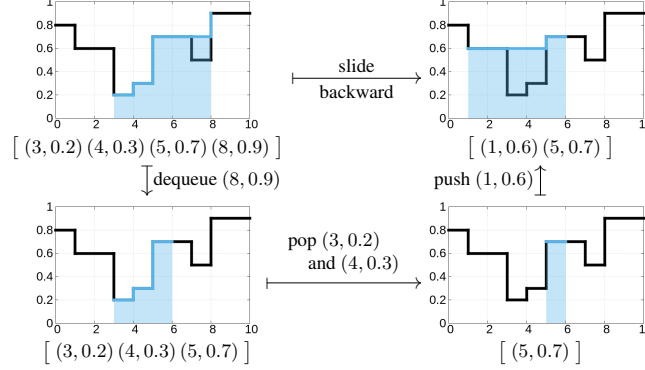 1
0.8
0.6
0.4
0.2
0
0 2 4 6 8 10
[ (3, 0.2) (4, 0.3) (5, 0.7) (8, 0.9) ]
slide
backward
1
0.8
0.6
0.4
0.2
0
0 2 4 6 8
[ (1, 0.6) (5, 0.7) ]
dequeue (8, 0.9)
push (1, 0.6)
1
0.8
0.6
0.4
0.2
0
0 2 4 6 8 10
[ (3, 0.2) (4, 0.3) (5, 0.7) ]
pop (3, 0.2)
and (4, 0.3)
1
0.8
0.6
0.4
0.2
0
0 2 4 6 8
[ (5, 0.7) ]